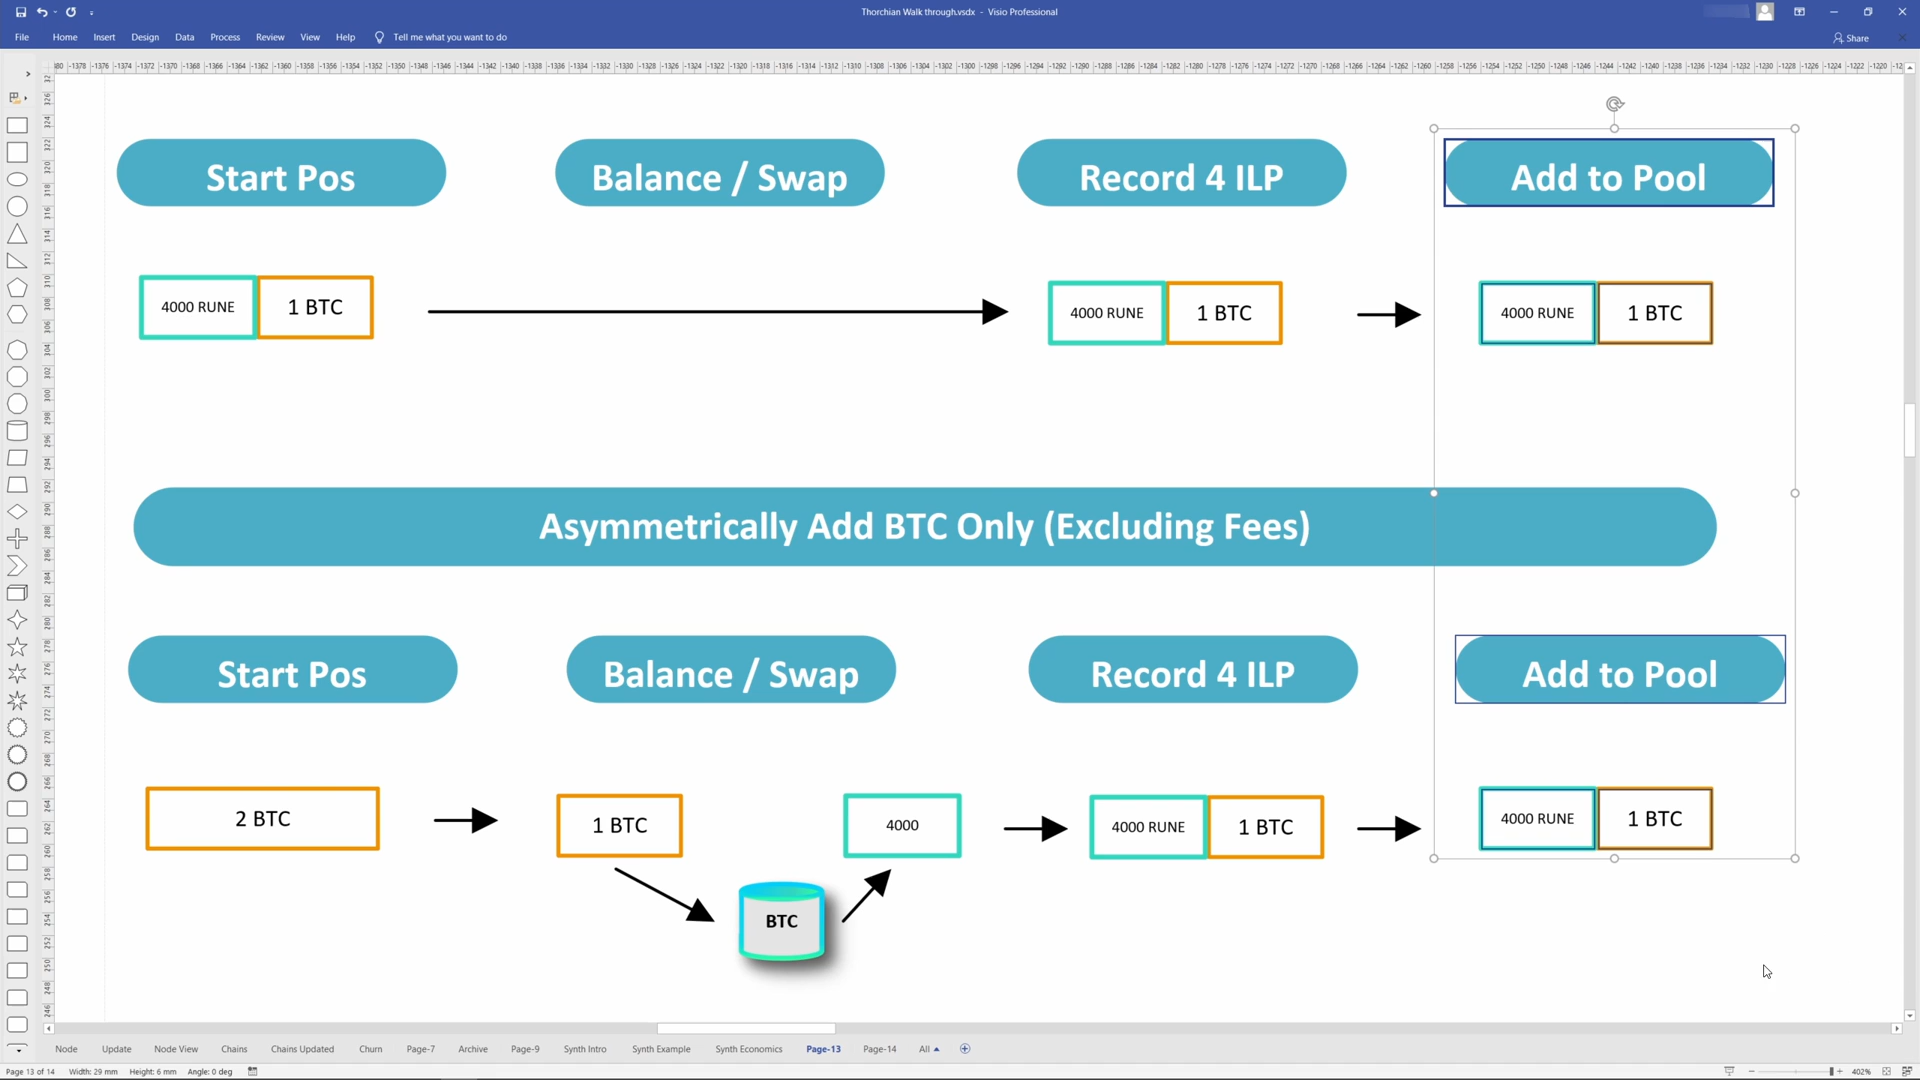 Thorchian Walk through.vsdx - Visio Professional
File Home Insert Design Data Process Review View Help Tell me what you want to do Share
Start Pos Balance / Swap Record 4 ILP Add to Pool
4000 RUNE 1 BTC 4000 RUNE 1 BTC 4000 RUNE 1 BTC
Asymmetrically Add BTC Only (Excluding Fees)
Start Pos Balance / Swap Record 4 ILP Add to Pool
2 BTC 1 BTC 4000 4000 RUNE 1 BTC 4000 RUNE 1 BTC
BTC
Node Update Node View Chains Chains Updated Churn Page-7 Archive Page-9 Synth Intro Synth Example Synth Economics Page-13 Page-14 All
Page 13 of 14 Width: 29 mm Height: 6 mm Angle: 0 deg 402%